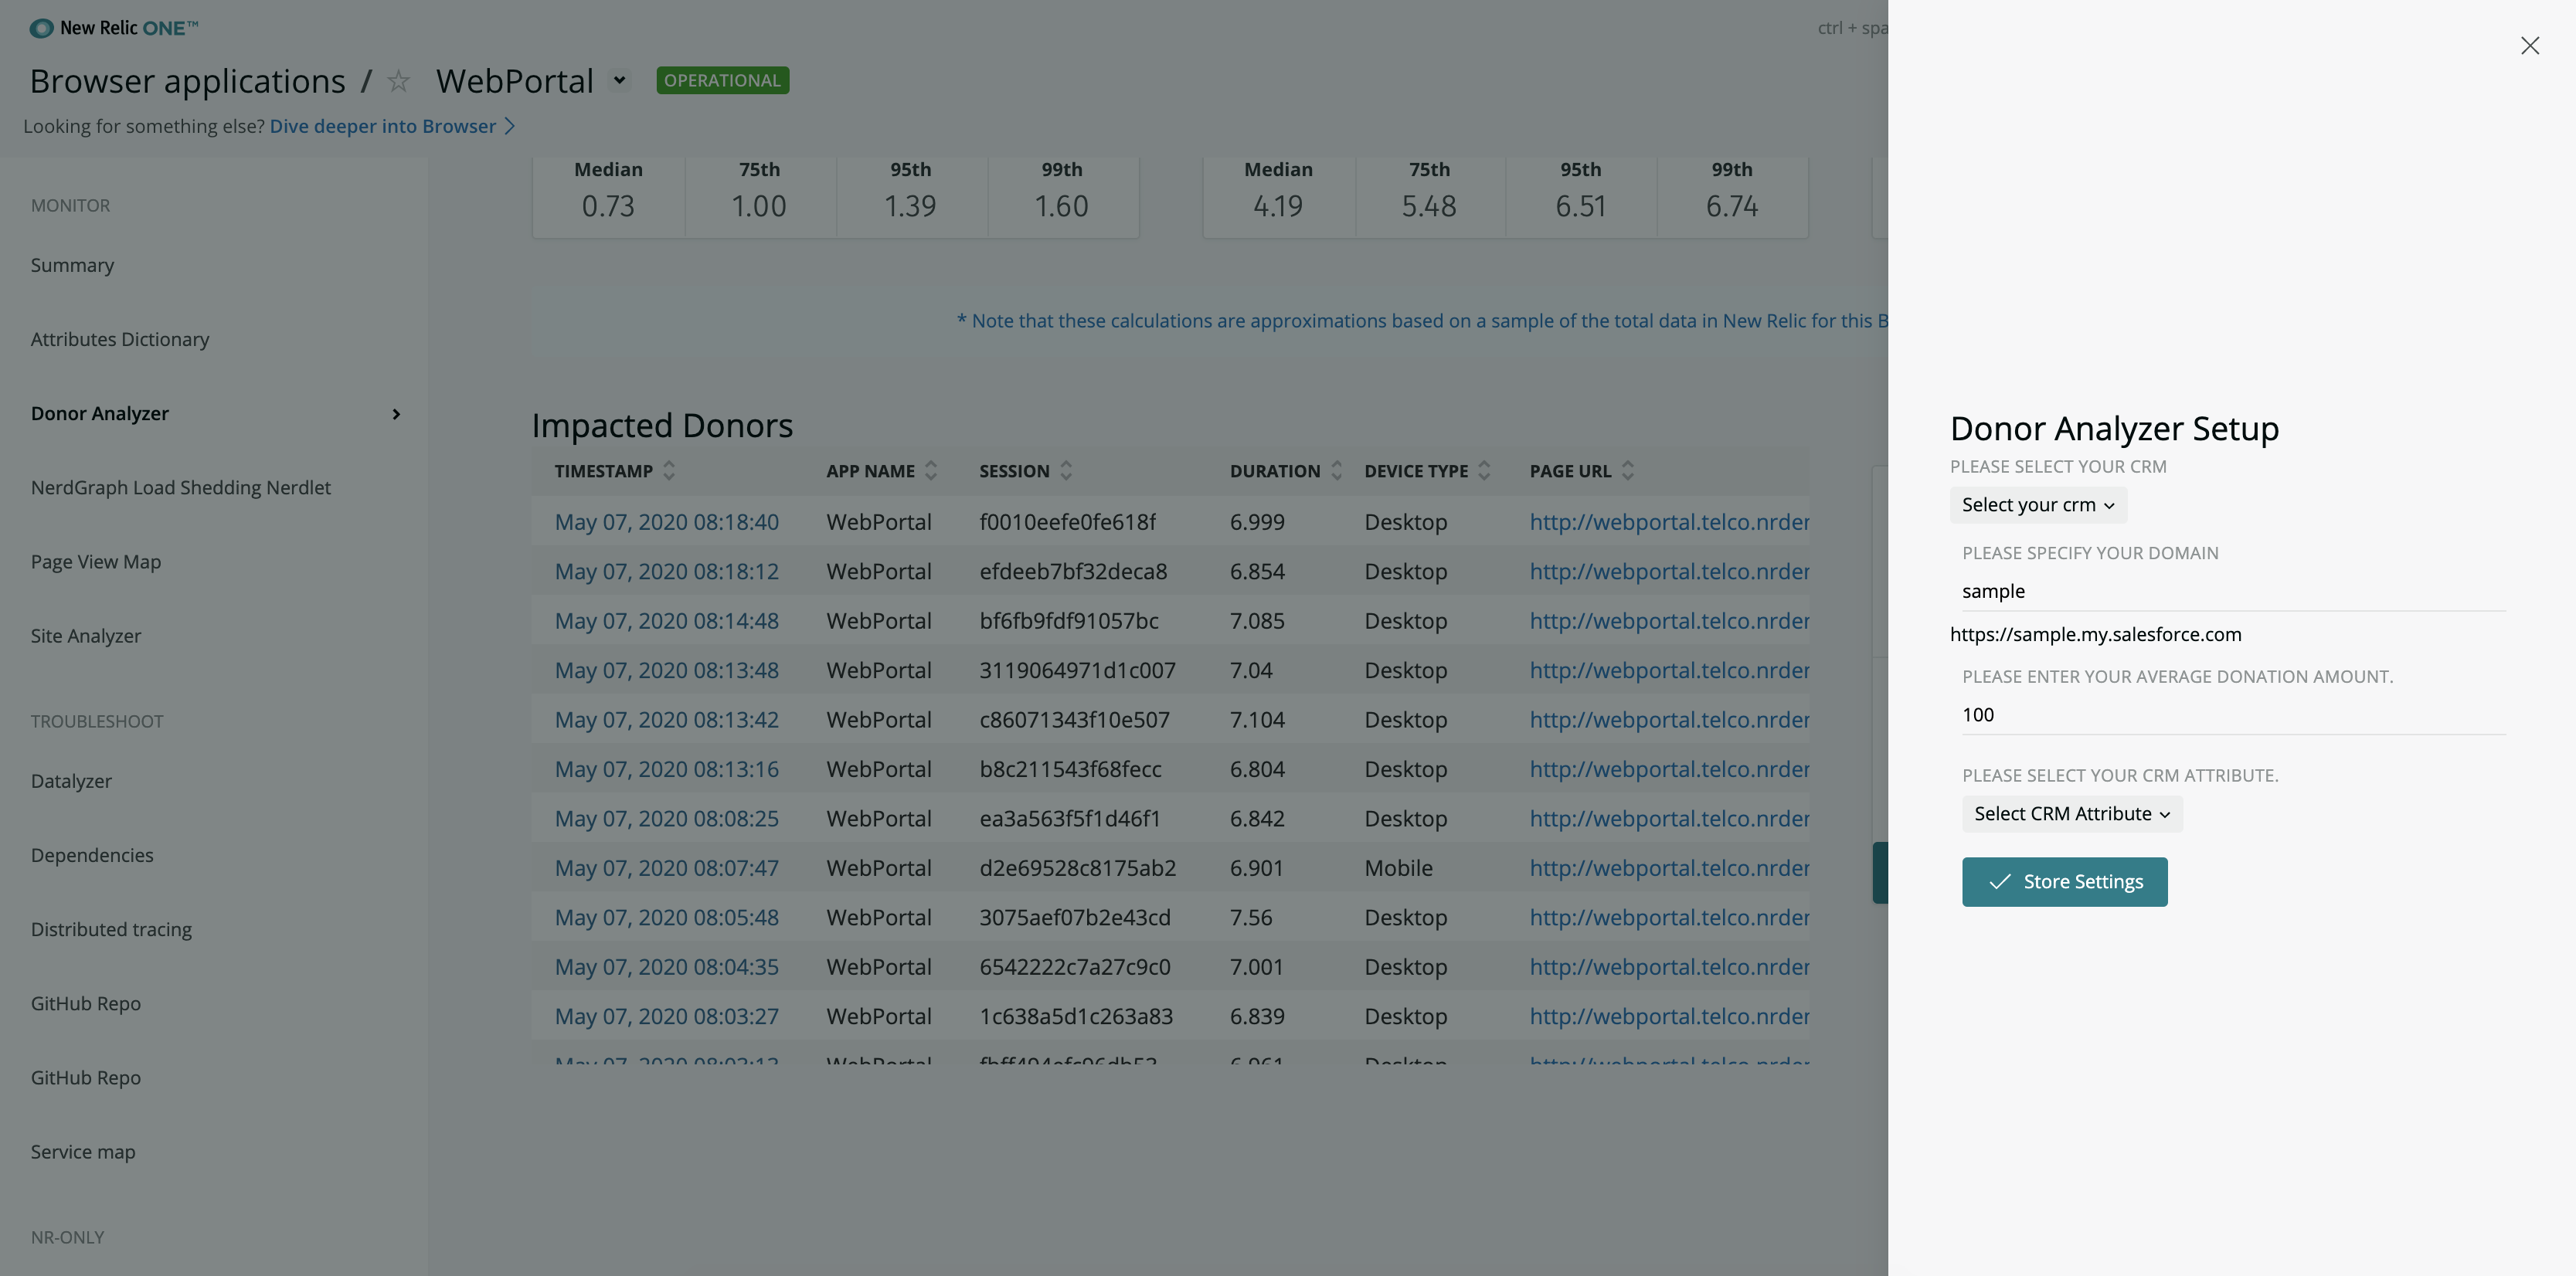 New Relic ONE™
ctrl + spa
Browser applications / ☆ WebPortal OPERATIONAL
Looking for something else? Dive deeper into Browser
MONITOR
Summary
Attributes Dictionary
Donor Analyzer
NerdGraph Load Shedding Nerdlet
Page View Map
Site Analyzer
TROUBLESHOOT
Datalyzer
Dependencies
Distributed tracing
GitHub Repo
GitHub Repo
Service map
NR-ONLY
Median 75th 95th 99th Median 75th 95th 99th
0.73 1.00 1.39 1.60 4.19 5.48 6.51 6.74
* Note that these calculations are approximations based on a sample of the total data in New Relic for this B
Impacted Donors
TIMESTAMP APP NAME SESSION DURATION DEVICE TYPE PAGE URL
May 07, 2020 08:18:40 WebPortal f0010eefe0fe618f 6.999 Desktop http://webportal.telco.nrder
May 07, 2020 08:18:12 WebPortal efdeeb7bf32deca8 6.854 Desktop http://webportal.telco.nrder
May 07, 2020 08:14:48 WebPortal bf6fb9fdf91057bc 7.085 Desktop http://webportal.telco.nrder
May 07, 2020 08:13:48 WebPortal 3119064971d1c007 7.04 Desktop http://webportal.telco.nrder
May 07, 2020 08:13:42 WebPortal c86071343f10e507 7.104 Desktop http://webportal.telco.nrder
May 07, 2020 08:13:16 WebPortal b8c211543f68fecc 6.804 Desktop http://webportal.telco.nrder
May 07, 2020 08:08:25 WebPortal ea3a563f5f1d46f1 6.842 Desktop http://webportal.telco.nrder
May 07, 2020 08:07:47 WebPortal d2e69528c8175ab2 6.901 Mobile http://webportal.telco.nrder
May 07, 2020 08:05:48 WebPortal 3075aef07b2e43cd 7.56 Desktop http://webportal.telco.nrder
May 07, 2020 08:04:35 WebPortal 6542222c7a27c9c0 7.001 Desktop http://webportal.telco.nrder
May 07, 2020 08:03:27 WebPortal 1c638a5d1c263a83 6.839 Desktop http://webportal.telco.nrder
Donor Analyzer Setup
PLEASE SELECT YOUR CRM
Select your crm
PLEASE SPECIFY YOUR DOMAIN
sample
https://sample.my.salesforce.com
PLEASE ENTER YOUR AVERAGE DONATION AMOUNT.
100
PLEASE SELECT YOUR CRM ATTRIBUTE.
Select CRM Attribute
Store Settings